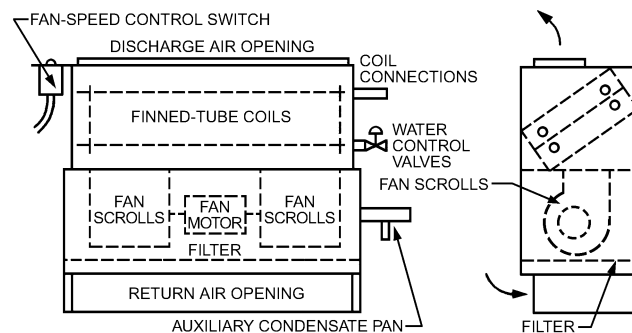 FAN-SPEED CONTROL SWITCH
DISCHARGE AIR OPENING
COIL
CONNECTIONS
FINNED-TUBE COILS
WATER
CONTROL
VALVES
FAN
SCROLLS
FAN
MOTOR
FAN
SCROLLS
FAN SCROLLS
FILTER
RETURN AIR OPENING
AUXILIARY CONDENSATE PAN
FILTER